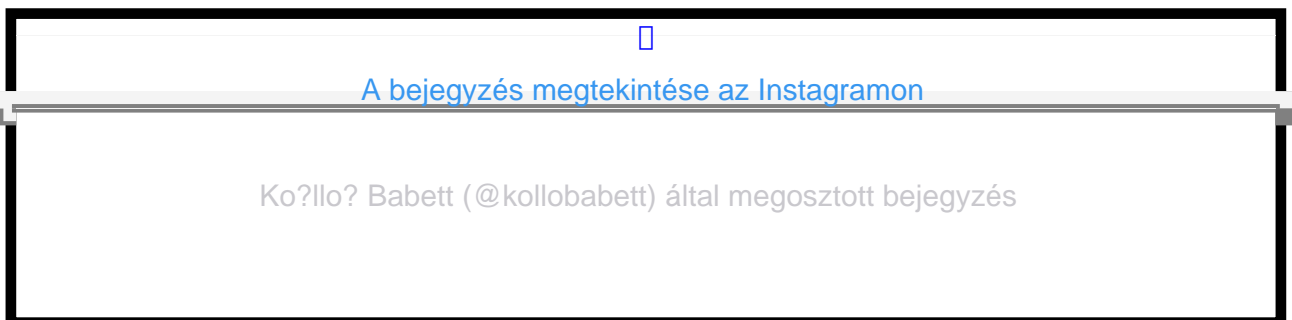 A bejegyzés megtekintése az Instagramon
Ko?llo? Babett (@kollobabett) által megosztott bejegyzés